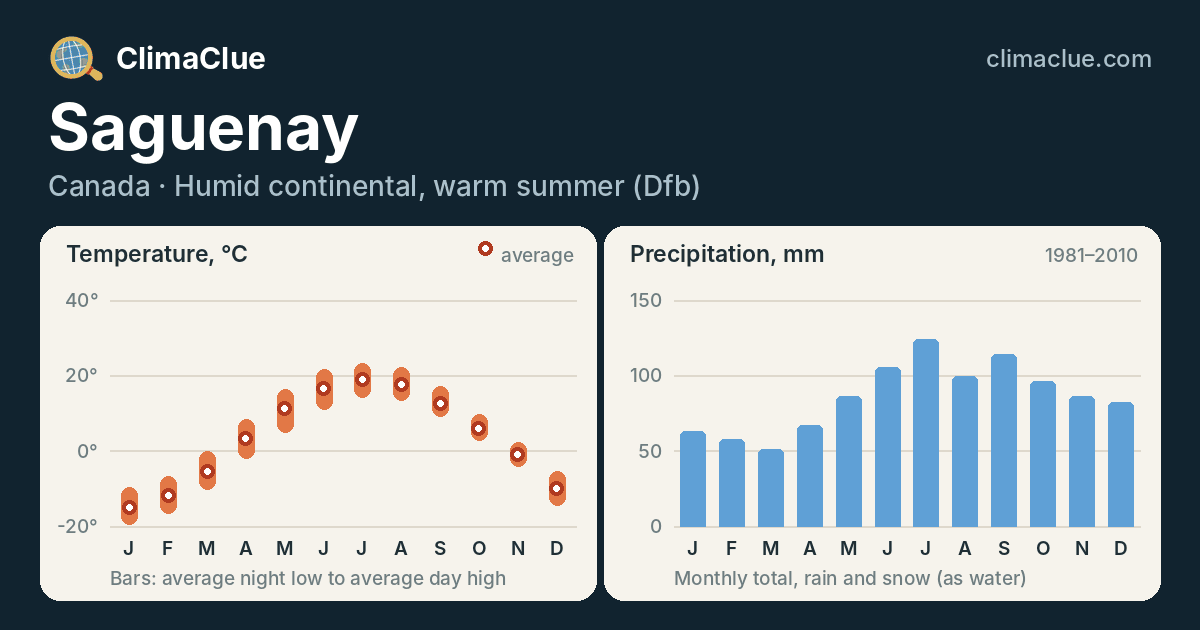 ClimaClue
climaclue.com
Saguenay
Canada · Humid continental, warm summer (Dfb)
Temperature, °C
average
40°
20°
0°
-20°
J F M A M J J A S O N D
Bars: average night low to average day high
Precipitation, mm
1981–2010
150
100
50
0
J F M A M J J A S O N D
Monthly total, rain and snow (as water)